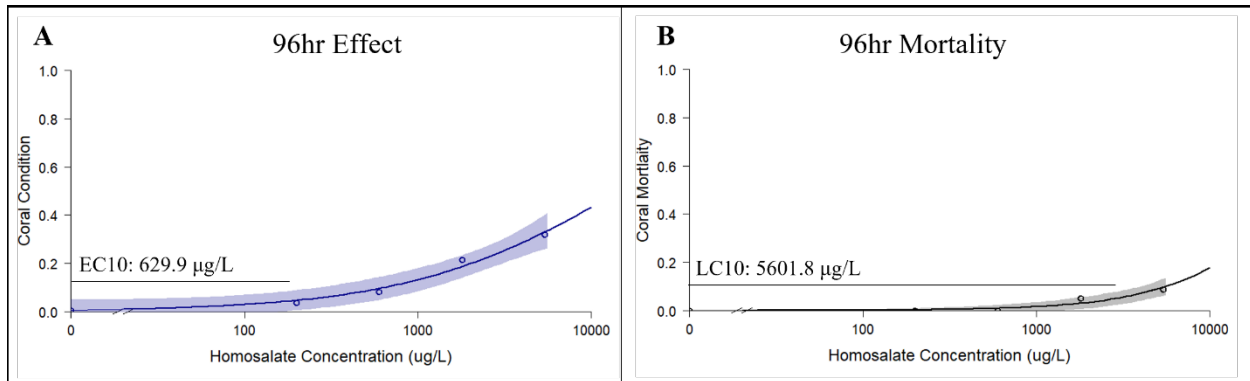 A
96hr Effect
1.0
0.8
0.6
0.4
0.2
0.0
Coral Condition
EC10: 629.9 µg/L
0
100
1000
10000
Homosalate Concentration (ug/L)
B
96hr Mortality
1.0
0.8
0.6
0.4
0.2
0.0
Coral Mortlaity
LC10: 5601.8 µg/L
0
100
1000
10000
Homosalate Concentration (ug/L)